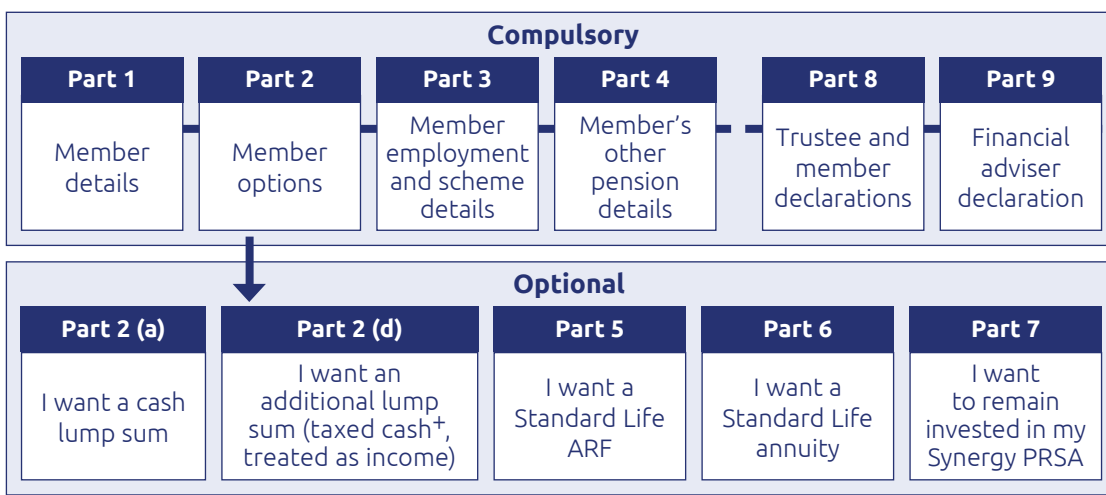 Compulsory
Part 1
Member
details
Part 2
Member
options
Part 3
Member
employment
and scheme
details
Part 4
Member’s
other
pension
details
Part 8
Trustee and
member
declarations
Part 9
Financial
adviser
declaration
Optional
Part 2 (a)
I want a cash
lump sum
Part 2 (d)
I want an
additional lump
sum (taxed cash+,
treated as income)
Part 5
I want a
Standard Life
ARF
Part 6
I want a
Standard Life
annuity
Part 7
I want
to remain
invested in my
Synergy PRSA